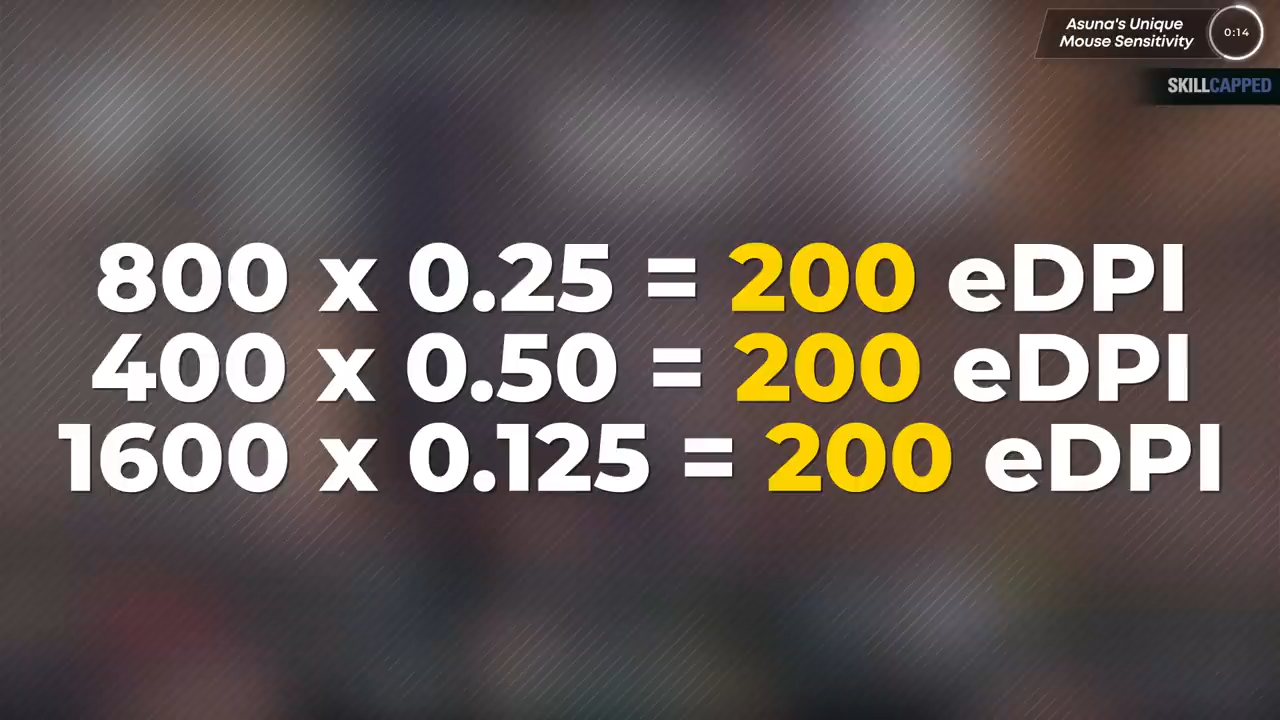 Asuna's Unique
Mouse Sensitivity
0:14
SKILLCAPPED
800 x 0.25 = 200 eDPI
400 x 0.50 = 200 eDPI
1600 x 0.125 = 200 eDPI